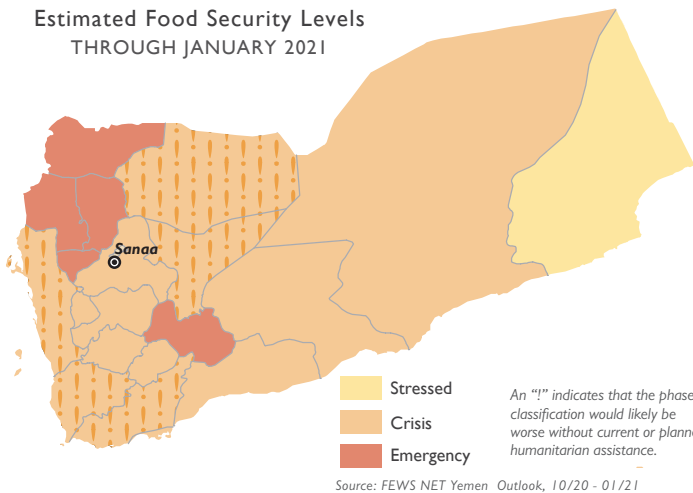 Estimated Food Security Levels
THROUGH JANUARY 2021
Sanaa
Stressed
Crisis
Emergency
An “!” indicates that the phase
classification would likely be
worse without current or plann
humanitarian assistance.
Source: FEWS NET Yemen Outlook, 10/20 - 01/21